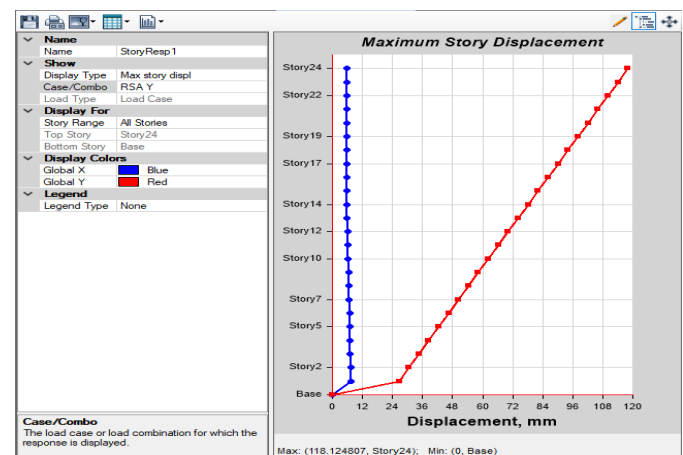 Name
Name StoryResp1
Show
Display Type Max story displ
Case/Combo RSA Y
Load Type Load Case
Display For
Story Range All Stories
Top Story Story24
Bottom Story Base
Display Colors
Global X Blue
Global Y Red
Legend
Legend Type None
Case/Combo
The load case or load combination for which the
response is displayed.
Maximum Story Displacement
Story24
Story22
Story19
Story17
Story14
Story12
Story10
Story7
Story5
Story2
Base
0 12 24 36 48 60 72 84 96 108 120
Displacement, mm
Max: (118.124807, Story24); Min: (0, Base)